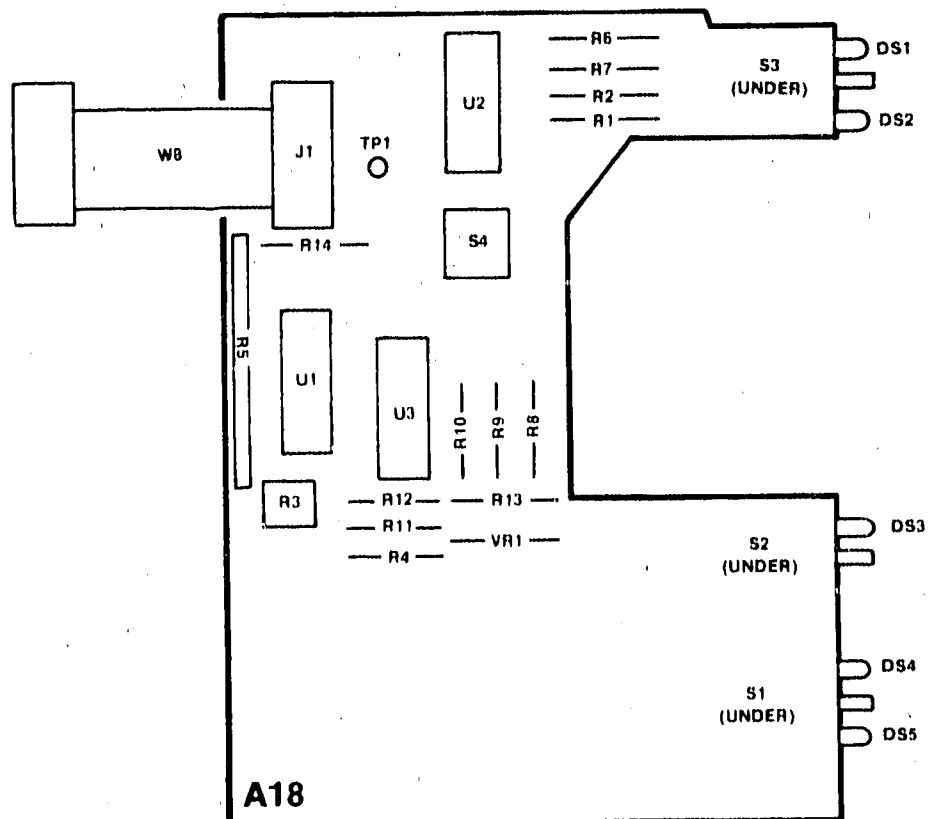 R6
DS1
R7
S3
(UNDER)
U2
R2
R1
DS2
TP1
W8
J1
R14
S4
R5
U1
U3
R10
R9
R8
R3
R12
R13
R11
VR1
R4
DS3
S2
(UNDER)
DS4
S1
(UNDER)
DS5
A18